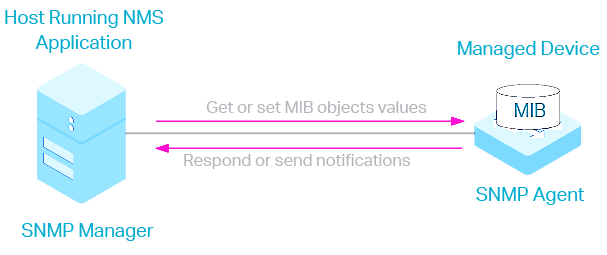 Host Running NMS
Application
Managed Device
Get or set MIB objects values
MIB
Respond or send notifications
SNMP Agent
SNMP Manager